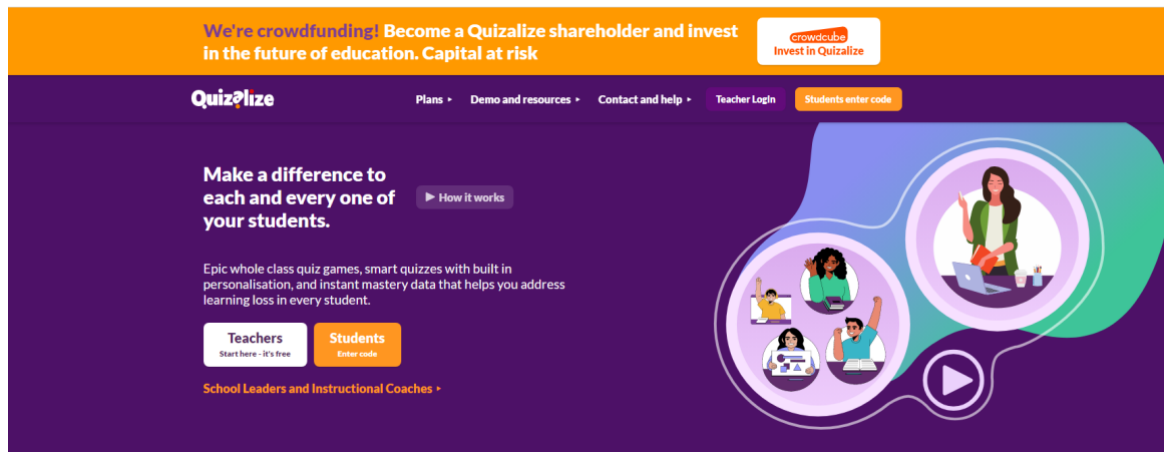 We're crowdfunding! Become a Quizalize shareholder and invest
in the future of education. Capital at risk
crowdcube
Invest in Quizalize
Quizalize
Plans
Demo and resources
Contact and help
Teacher Login
Students enter code
Make a difference to
each and every one of
your students.
How it works
Epic whole class quiz games, smart quizzes with built in
personalisation, and instant mastery data that helps you address
learning loss in every student.
Teachers
Start here - it's free
Students
Enter code
School Leaders and Instructional Coaches